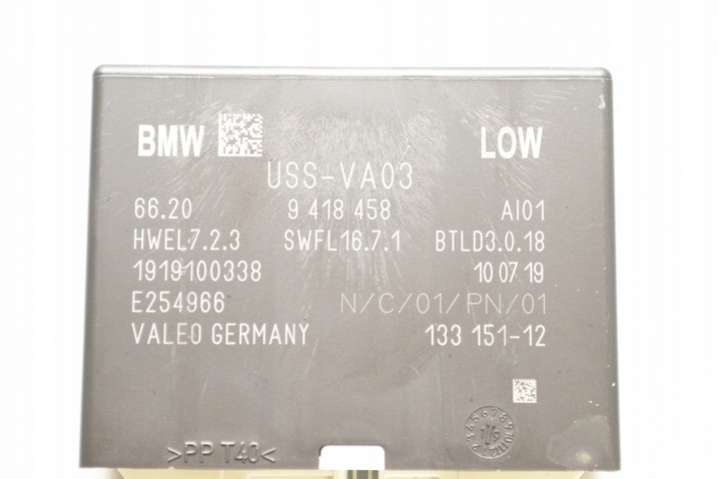 BMW LOW
USS-VA03
66.20 9 418 458 AI01
HWEL7.2.3 SWFL16.7.1 BTLD3.0.18
1919100338 10 07 19
E254966 N/C/01/PN/01
VALEO GERMANY 133 151-12
>PP T40<